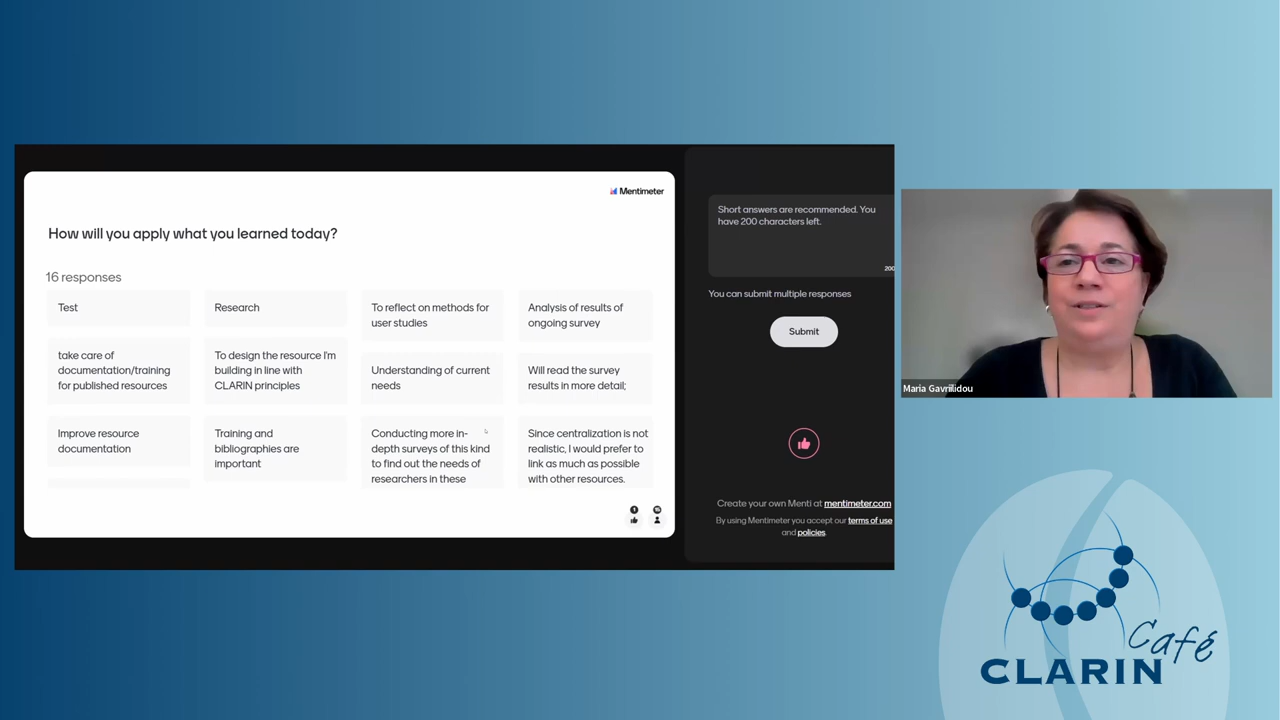 Mentimeter
How will you apply what you learned today?
16 responses
Test
Research
To reflect on methods for
user studies
Analysis of results of
ongoing survey
take care of
documentation/training
for published resources
To design the resource I'm
building in line with
CLARIN principles
Understanding of current
needs
Will read the survey
results in more detail;
Improve resource
documentation
Training and
bibliographies are
important
Conducting more in-
depth surveys of this kind
to find out the needs of
researchers in these
Since centralization is not
realistic, I would prefer to
link as much as possible
with other resources.
Short answers are recommended. You
have 200 characters left.
200
You can submit multiple responses
Submit
Create your own Menti at mentimeter.com
By using Mentimeter you accept our terms of use
and policies.
Maria Gavriilidou
Café
CLARIN